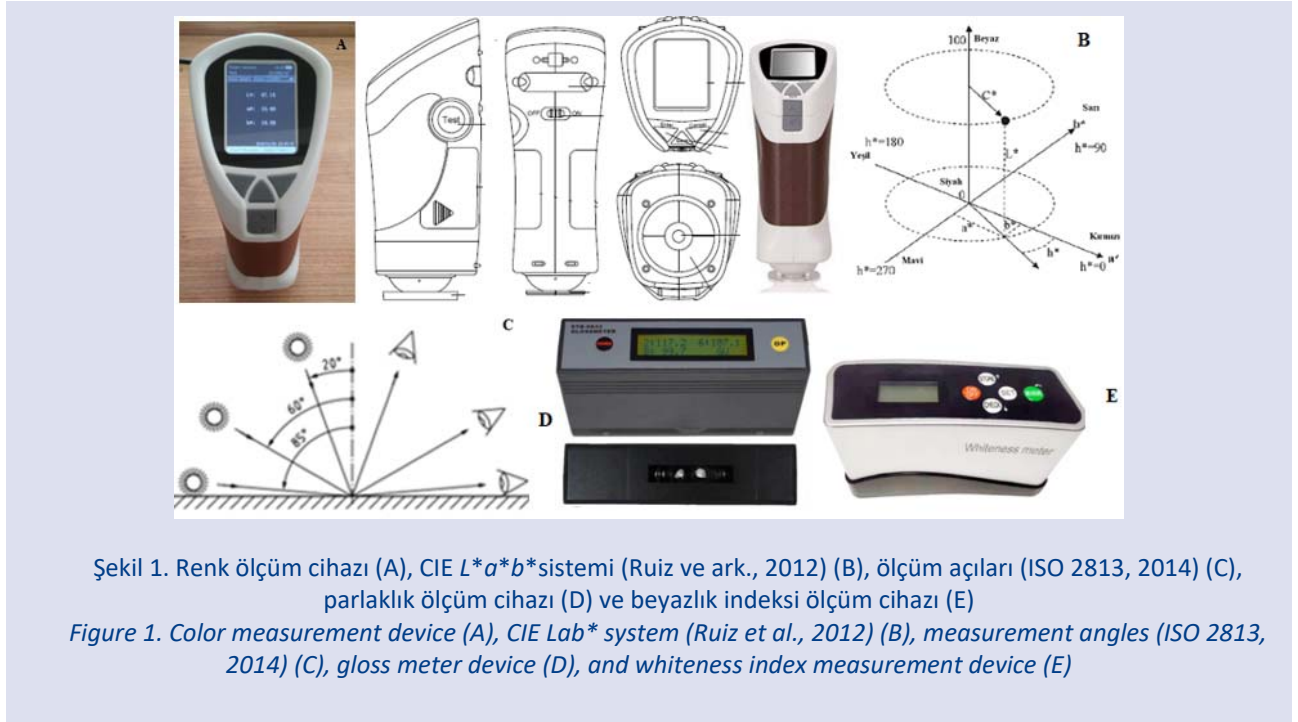 A
Test
OFF
ON
100
Beyaz
B
C*
Sarı
b*
h*=90
h*=180
Yeşil
L*
Siyah
0
a*
b*
Kırmızı
h*
h*=0
a*
Mavi
h*=270
C
20°
60°
85°
GLOSSMETER
D
E
Whiteness meter
Şekil 1. Renk ölçüm cihazı (A), CIE L*a*b*sistemi (Ruiz ve ark., 2012) (B), ölçüm açıları (ISO 2813, 2014) (C),
parlaklık ölçüm cihazı (D) ve beyazlık indeksi ölçüm cihazı (E)
Figure 1. Color measurement device (A), CIE Lab* system (Ruiz et al., 2012) (B), measurement angles (ISO 2813,
2014) (C), gloss meter device (D), and whiteness index measurement device (E)